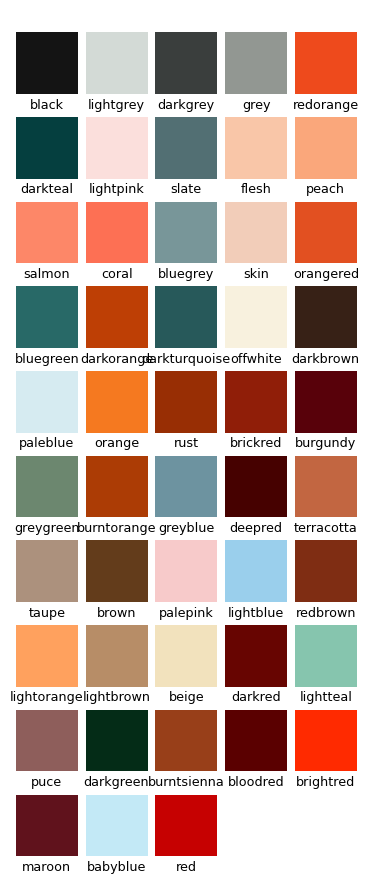 black lightgrey darkgrey grey redorange
darkteal lightpink slate flesh peach
salmon coral bluegrey skin orangered
bluegreen darkorange darkturquoise offwhite darkbrown
paleblue orange rust brickred burgundy
greygreen burntorange greyblue deepred terracotta
taupe brown palepink lightblue redbrown
lightorange lightbrown beige darkred lightteal
puce darkgreen burntsienna bloodred brightred
maroon babyblue red